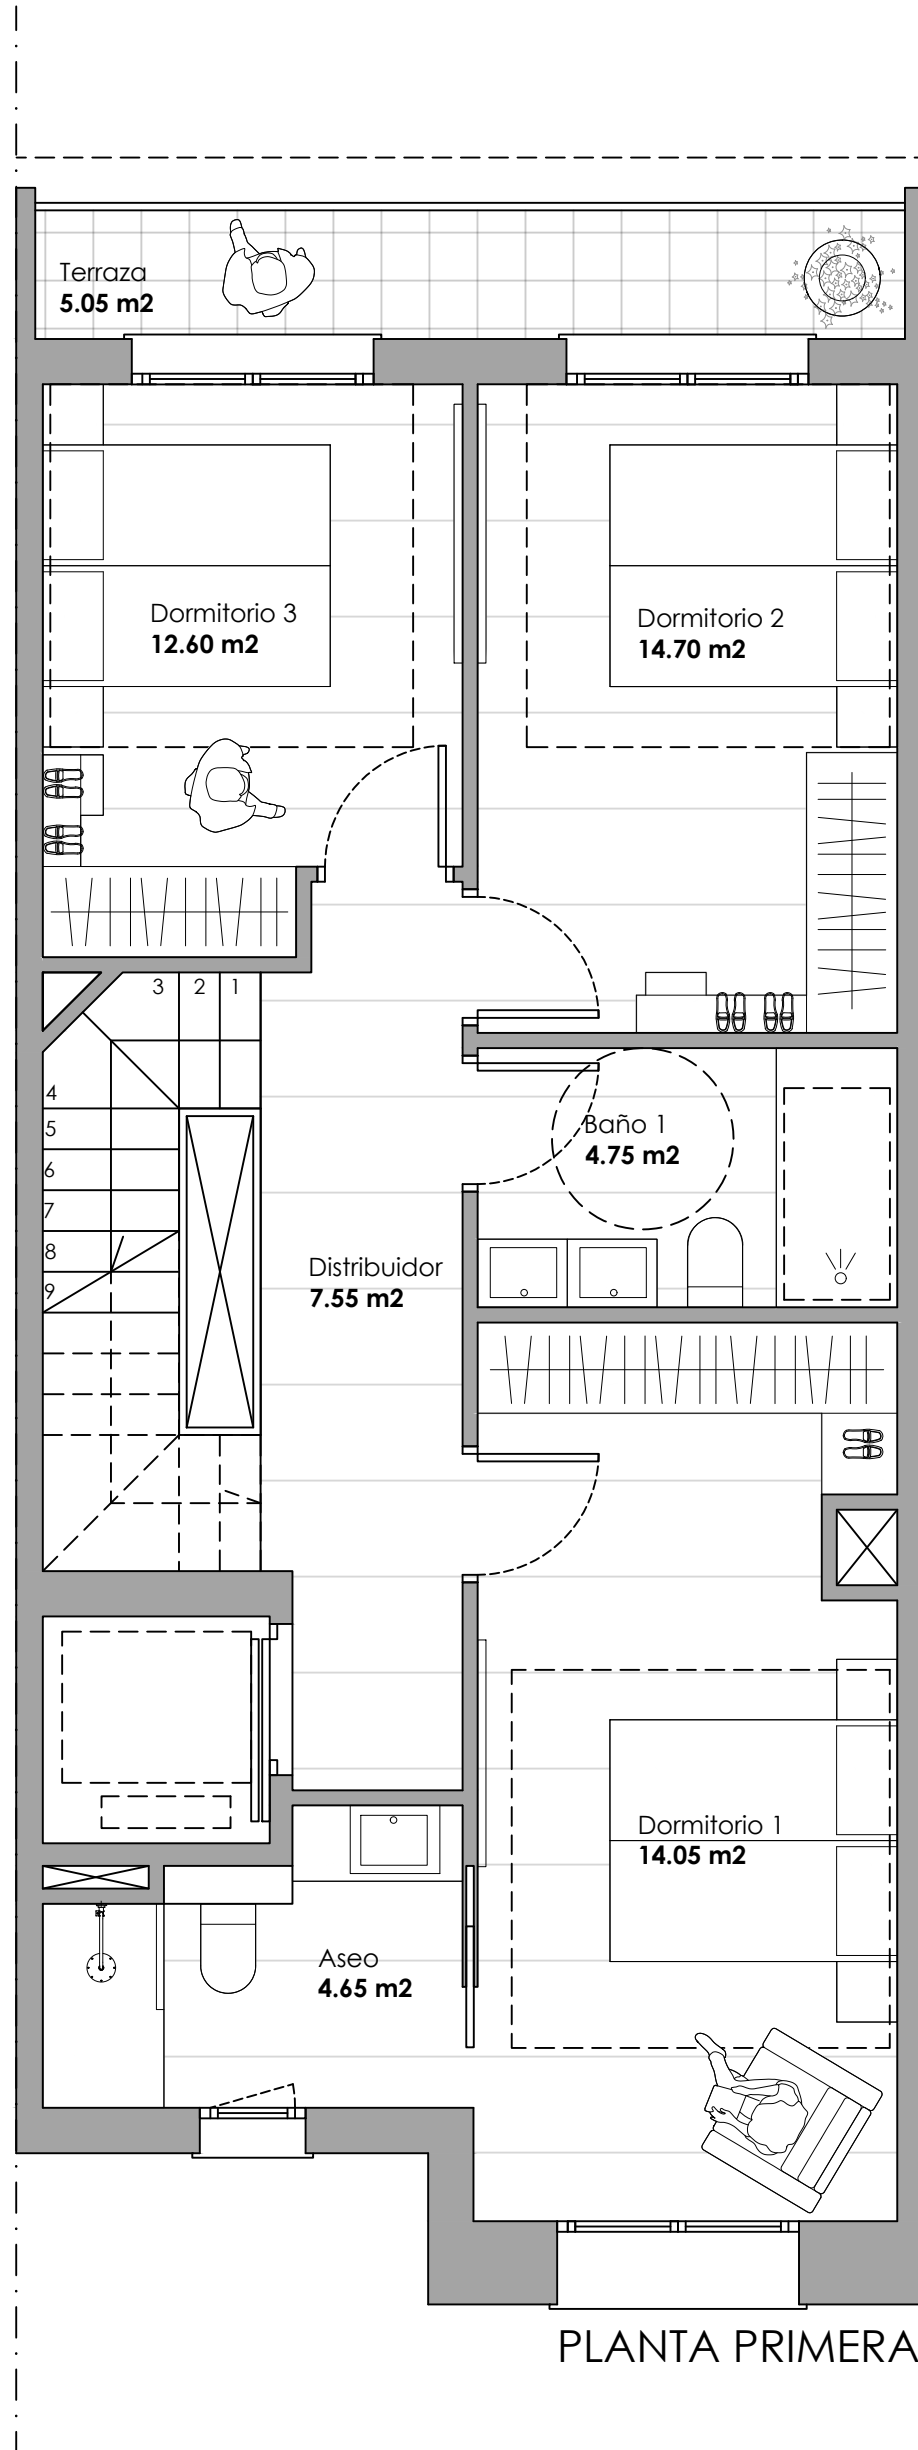 Terraza
5.05 m2
Dormitorio 3
12.60 m2
Dormitorio 2
14.70 m2
3 2 1
4
5
6
7
8
9
Baño 1
4.75 m2
Distribuidor
7.55 m2
Dormitorio 1
14.05 m2
Aseo
4.65 m2
PLANTA PRIMERA